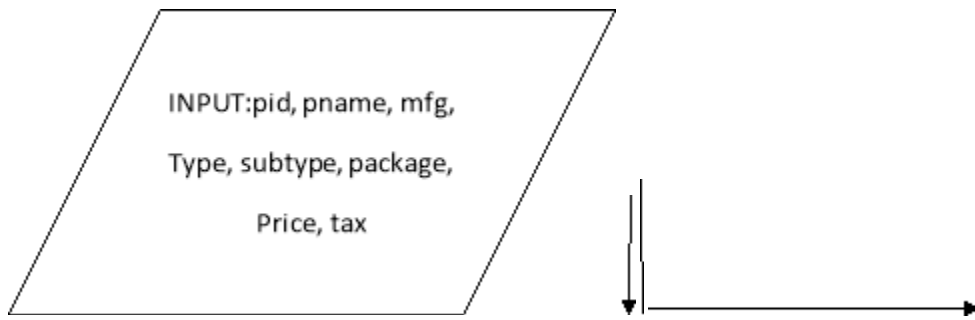 INPUT:pid, pname, mfg,
Type, subtype, package,
Price, tax